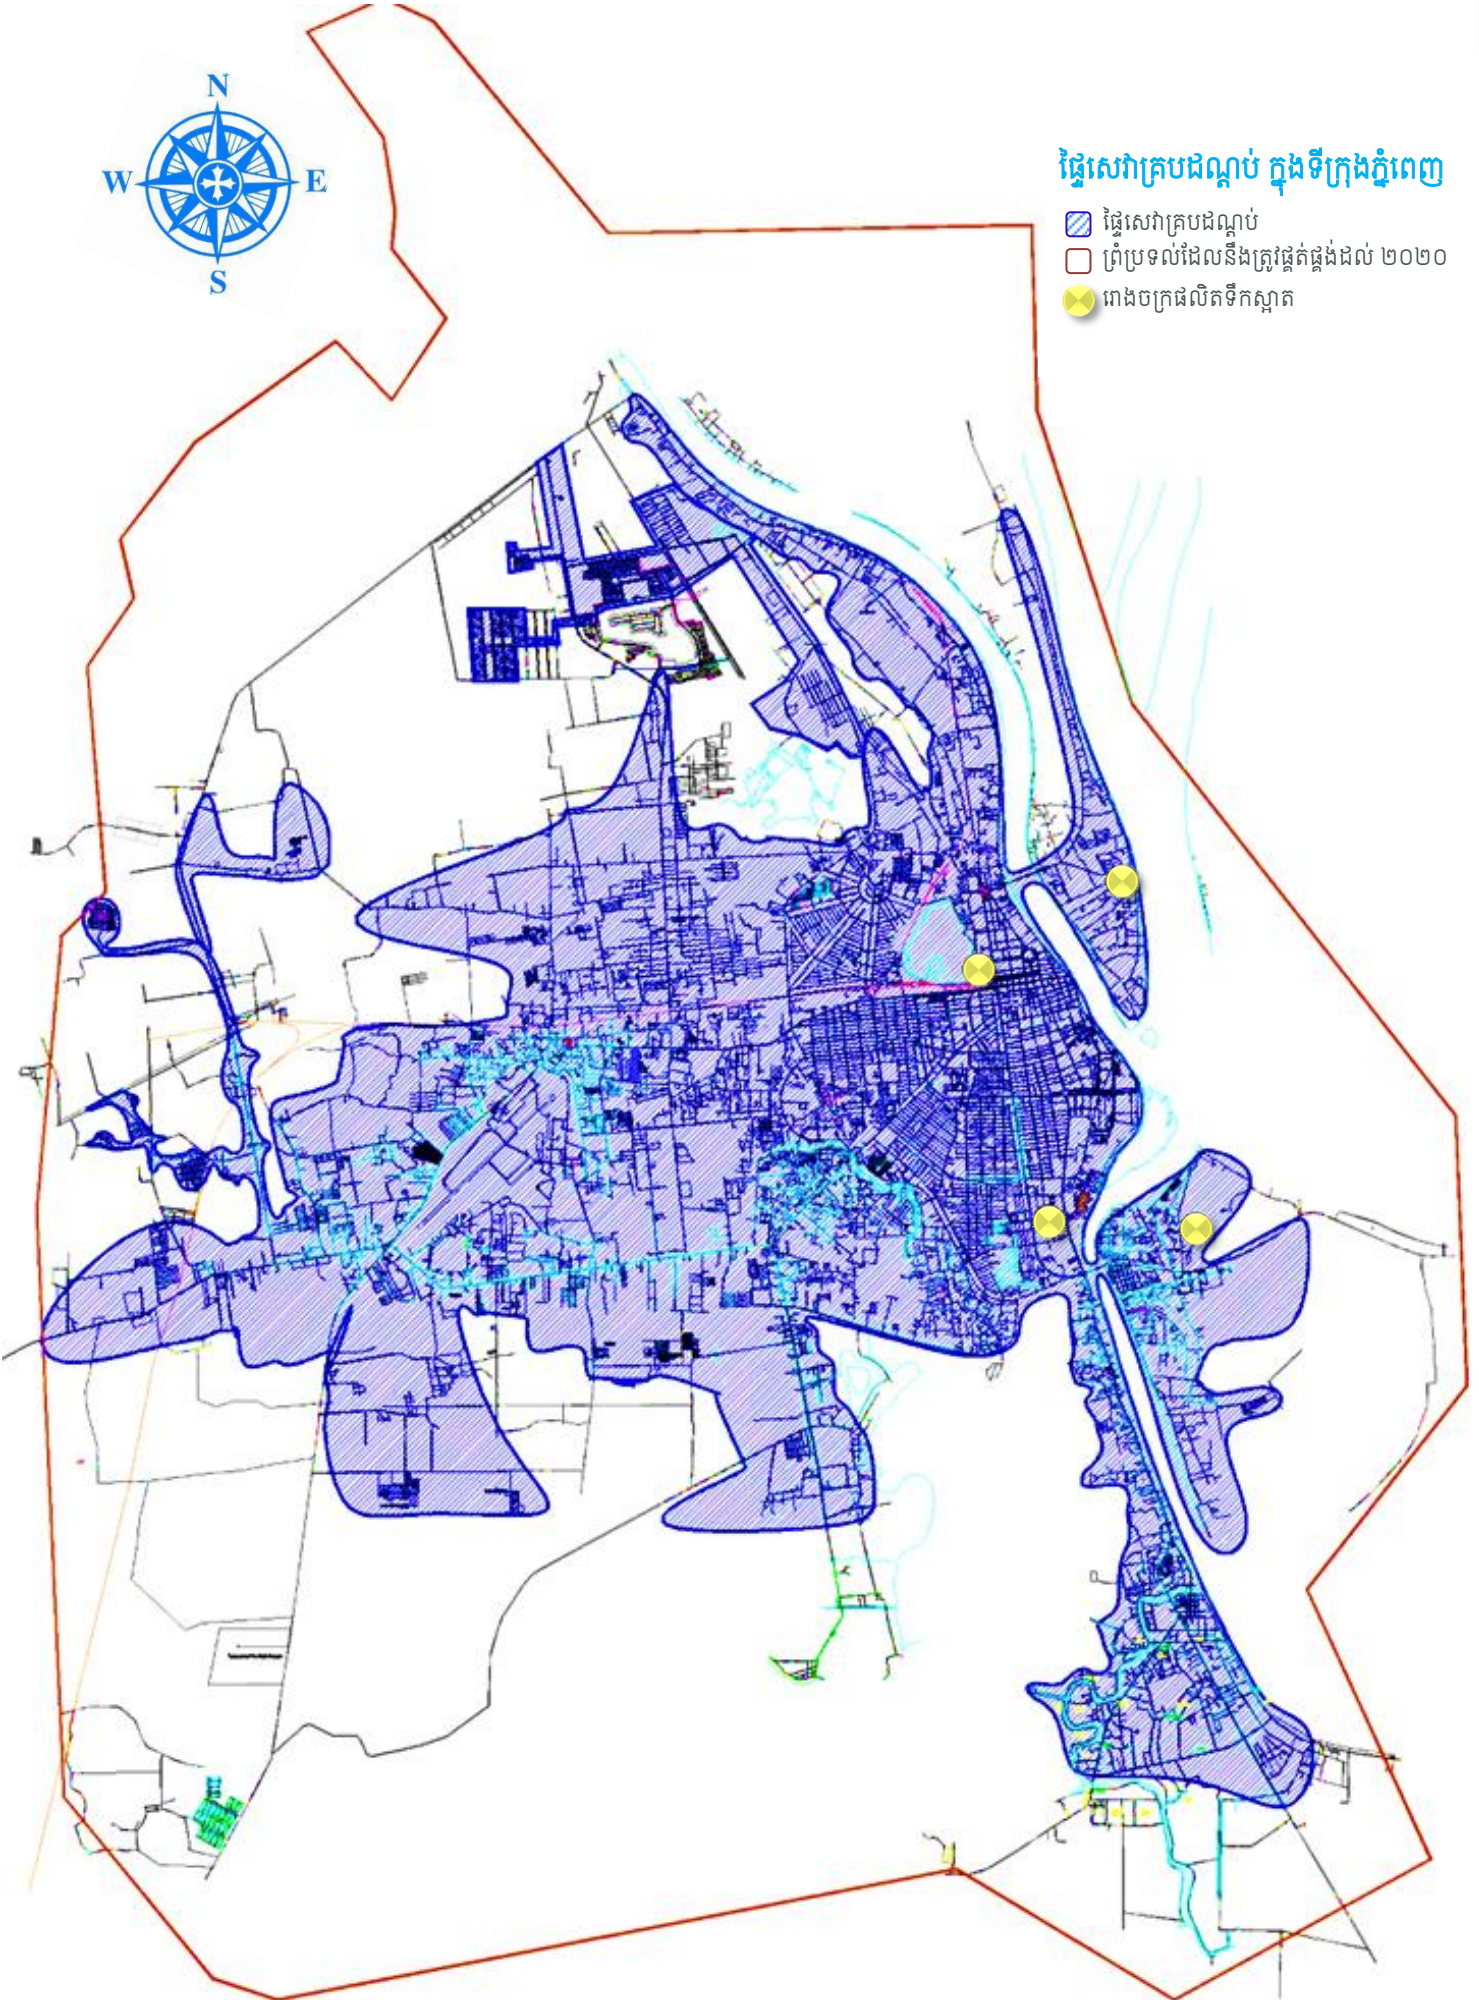 N
W E
S
ផ្ទៃសេវាគ្របដណ្តប់ ក្នុងទីក្រុងភ្នំពេញ
ផ្ទៃសេវាគ្របដណ្តប់
ព្រំប្រទល់ដែលនឹងត្រូវផ្គត់ផ្គង់ដល់ ២០២០
រោងចក្រផលិតទឹកស្អាត